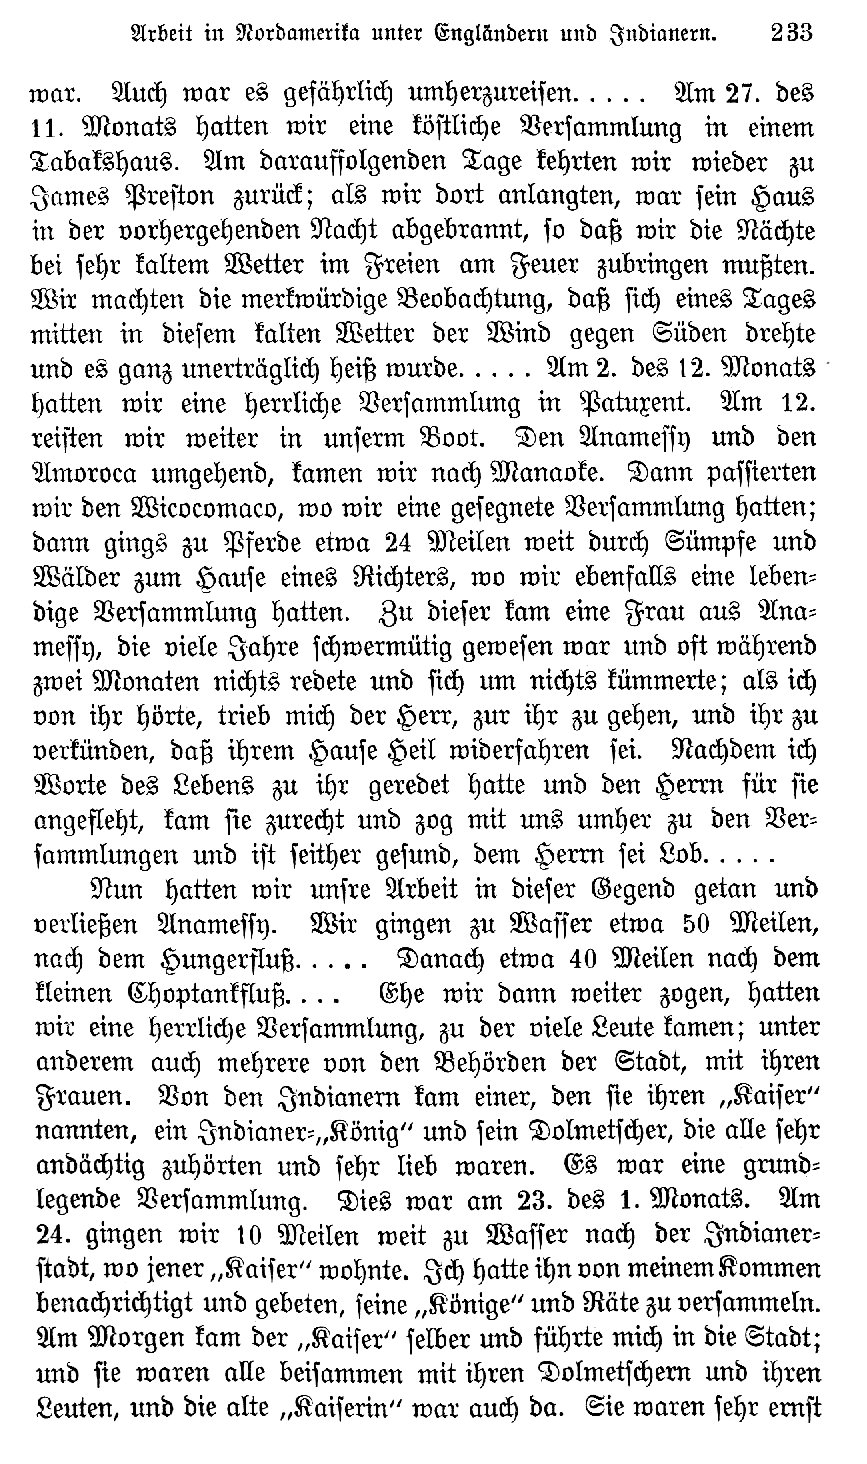 Arbeit in Nordamerika unter Engländern und Indianern. 233
war. Auch war es gefährlich umherzureisen..... Am 27. des
11. Monats hatten wir eine köstliche Versammlung in einem
Tabakshaus. Am darauffolgenden Tage kehrten wir wieder zu
James Preston zurück; als wir dort anlangten, war sein Haus
in der vorhergehenden Nacht abgebrannt, so daß wir die Nächte
bei sehr kaltem Wetter im Freien am Feuer zubringen mußten.
Wir machten die merkwürdige Beobachtung, daß sich eines Tages
mitten in diesem kalten Wetter der Wind gegen Süden drehte
und es ganz unerträglich heiß wurde..... Am 2. des 12. Monats
hatten wir eine herrliche Versammlung in Patuxent. Am 12.
reisten wir weiter in unserm Boot. Den Anamessy und den
Amoroca umgehend, kamen wir nach Manaoke. Dann passierten
wir den Wicocomaco, wo wir eine gesegnete Versammlung hatten;
dann gings zu Pferde etwa 24 Meilen weit durch Sümpfe und
Wälder zum Hause eines Richters, wo wir ebenfalls eine leben-
dige Versammlung hatten. Zu dieser kam eine Frau aus Ana-
messy, die viele Jahre schwermütig gewesen war und oft während
zwei Monaten nichts redete und sich um nichts kümmerte; als ich
von ihr hörte, trieb mich der Herr, zur ihr zu gehen, und ihr zu
verkünden, daß ihrem Hause Heil widerfahren sei. Nachdem ich
Worte des Lebens zu ihr geredet hatte und den Herrn für sie
angefleht, kam sie zurecht und zog mit uns umher zu den Ver-
sammlungen und ist seither gesund, dem Herrn sei Lob.....
Nun hatten wir unsre Arbeit in dieser Gegend getan und
verließen Anamessy. Wir gingen zu Wasser etwa 50 Meilen,
nach dem Hungerfluß..... Danach etwa 40 Meilen nach dem
kleinen Choptankfluß.... Ehe wir dann weiter zogen, hatten
wir eine herrliche Versammlung, zu der viele Leute kamen; unter
anderem auch mehrere von den Behörden der Stadt, mit ihren
Frauen. Von den Indianern kam einer, den sie ihren „Kaiser“
nannten, ein Indianer-„König“ und sein Dolmetscher, die alle sehr
andächtig zuhörten und sehr lieb waren. Es war eine grund-
legende Versammlung. Dies war am 23. des 1. Monats. Am
24. gingen wir 10 Meilen weit zu Wasser nach der Indianer-
stadt, wo jener „Kaiser“ wohnte. Ich hatte ihn von meinem Kommen
benachrichtigt und gebeten, seine „Könige“ und Räte zu versammeln.
Am Morgen kam der „Kaiser“ selber und führte mich in die Stadt;
und sie waren alle beisammen mit ihren Dolmetschern und ihren
Leuten, und die alte „Kaiserin“ war auch da. Sie waren sehr ernst